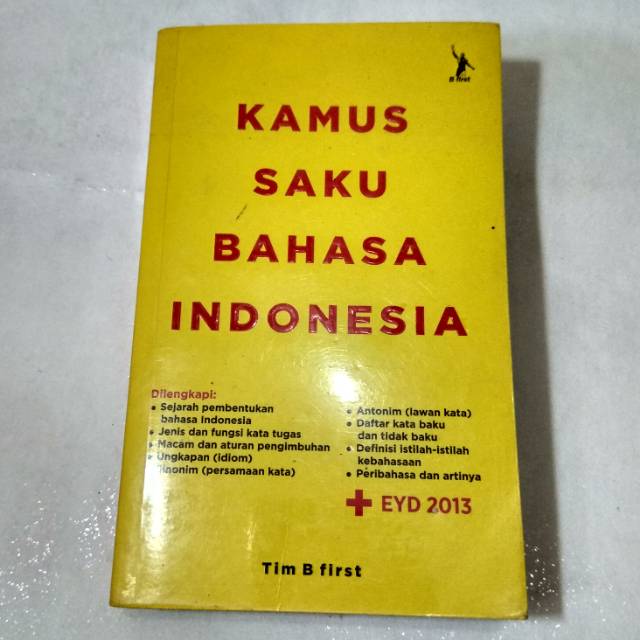 B first
KAMUS
SAKU
BAHASA
INDONESIA
Dilengkapi:
• Sejarah pembentukan
bahasa Indonesia
• Jenis dan fungsi kata tugas
• Macam dan aturan pengimbuhan
• Ungkapan (idiom)
• Sinonim (persamaan kata)
• Antonim (lawan kata)
• Daftar kata baku
dan tidak baku
• Definisi istilah-istilah
kebahasaan
• Peribahasa dan artinya
+ EYD 2013
Tim B first